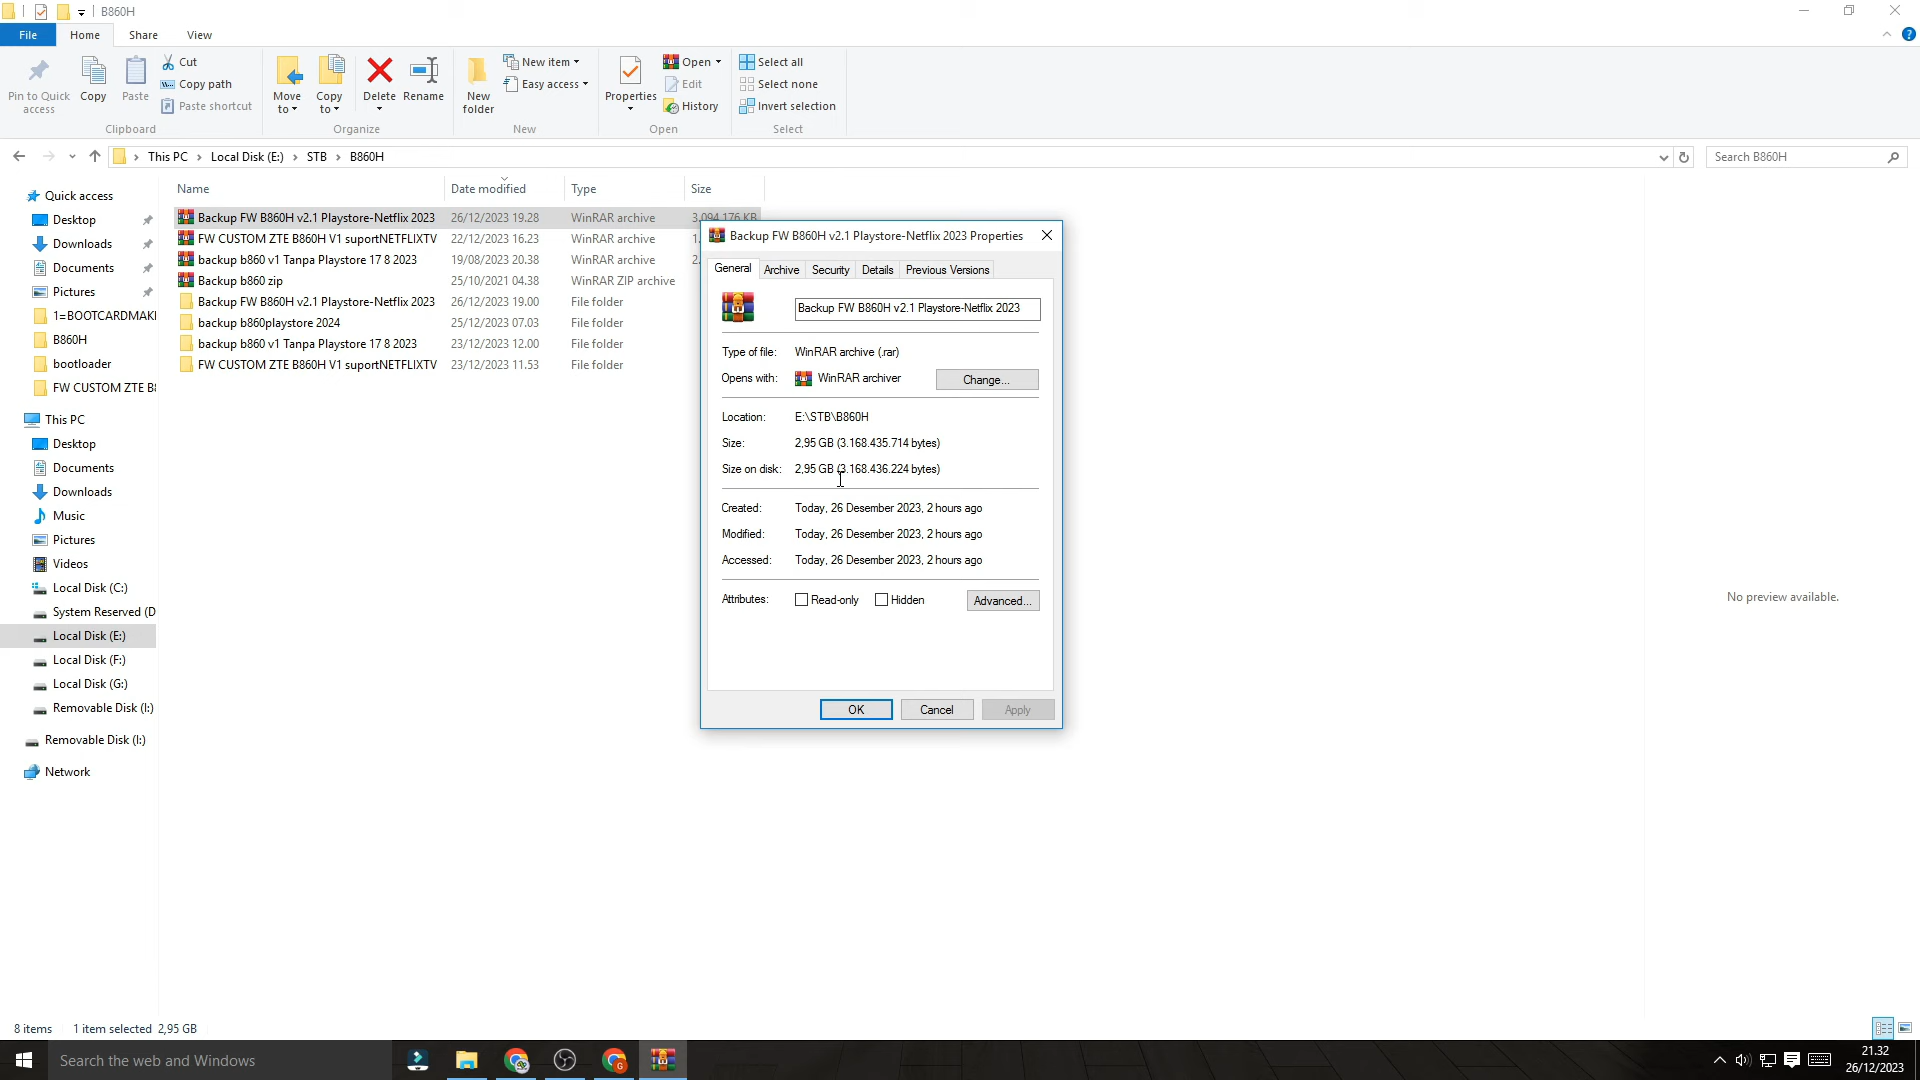 B860H
File Home Share View
Pin to Quick access
Copy
Paste
Cut
Copy path
Paste shortcut
Clipboard
Move to
Copy to
Delete
Rename
Organize
New folder
New item
Easy access
New
Properties
Open
Edit
History
Open
Select all
Select none
Invert selection
Select
This PC > Local Disk (E:) > STB > B860H
Search B860H
Quick access
Desktop
Downloads
Documents
Pictures
1=BOOTCARDMAKI
B860H
bootloader
FW CUSTOM ZTE B8
This PC
Desktop
Documents
Downloads
Music
Pictures
Videos
Local Disk (C:)
System Reserved (D
Local Disk (E:)
Local Disk (F:)
Local Disk (G:)
Removable Disk (I:)
Removable Disk (I:)
Network
Name Date modified Type Size
Backup FW B860H v2.1 Playstore-Netflix 2023 26/12/2023 19.28 WinRAR archive 3.094.176 KB
FW CUSTOM ZTE B860H V1 suportNETFLIXTV 22/12/2023 16.23 WinRAR archive 1.
backup b860 v1 Tanpa Playstore 17 8 2023 19/08/2023 20.38 WinRAR archive 2.
Backup b860 zip 25/10/2021 04.38 WinRAR ZIP archive
Backup FW B860H v2.1 Playstore-Netflix 2023 26/12/2023 19.00 File folder
backup b860playstore 2024 25/12/2023 07.03 File folder
backup b860 v1 Tanpa Playstore 17 8 2023 23/12/2023 12.00 File folder
FW CUSTOM ZTE B860H V1 suportNETFLIXTV 23/12/2023 11.53 File folder
Backup FW B860H v2.1 Playstore-Netflix 2023 Properties
General Archive Security Details Previous Versions
Backup FW B860H v2.1 Playstore-Netflix 2023
Type of file: WinRAR archive (.rar)
Opens with: WinRAR archiver Change...
Location: E:\STB\B860H
Size: 2,95 GB (3.168.435.714 bytes)
Size on disk: 2,95 GB (3.168.436.224 bytes)
Created: Today, 26 Desember 2023, 2 hours ago
Modified: Today, 26 Desember 2023, 2 hours ago
Accessed: Today, 26 Desember 2023, 2 hours ago
Attributes: Read-only Hidden Advanced...
OK Cancel Apply
No preview available.
8 items 1 item selected 2,95 GB
Search the web and Windows
21.32
26/12/2023